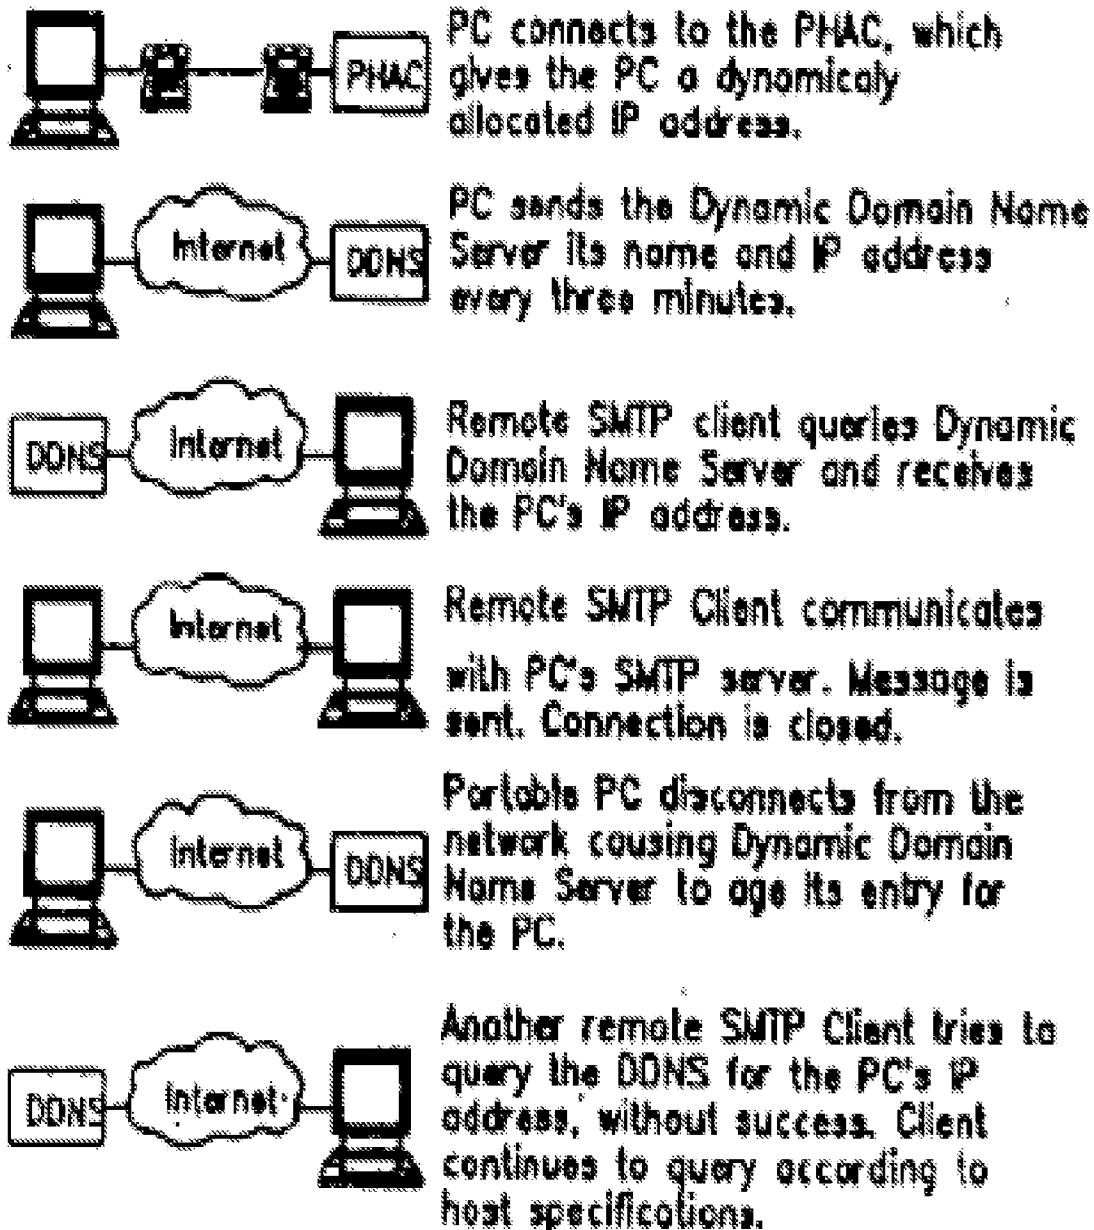 PHAC
PC connects to the PHAC, which
gives the PC a dynamicaly
allocated IP address.
Internet
DDNS
PC sends the Dynamic Domain Name
Server its name and IP address
every three minutes.
DDNS
Internet
Remote SMTP client queries Dynamic
Domain Name Server and receives
the PC's IP address.
Internet
Remote SMTP Client communicates
with PC's SMTP server. Message is
sent. Connection is closed.
Internet
DDNS
Portable PC disconnects from the
network causing Dynamic Domain
Name Server to age its entry for
the PC.
DDNS
Internet
Another remote SMTP Client tries to
query the DDNS for the PC's IP
address, without success. Client
continues to query according to
host specifications.